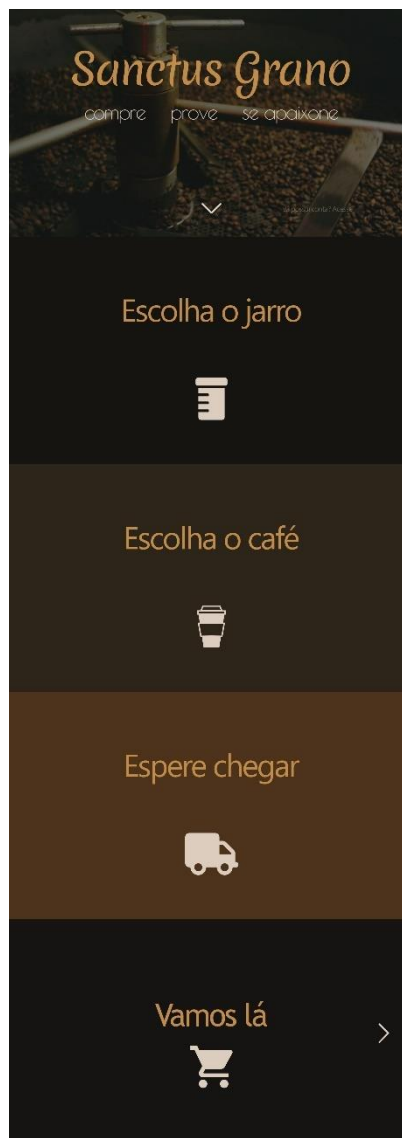 Sanctus Grano
compre prove se apaixone
Escolha o jarro
Escolha o café
Espere chegar
Vamos lá